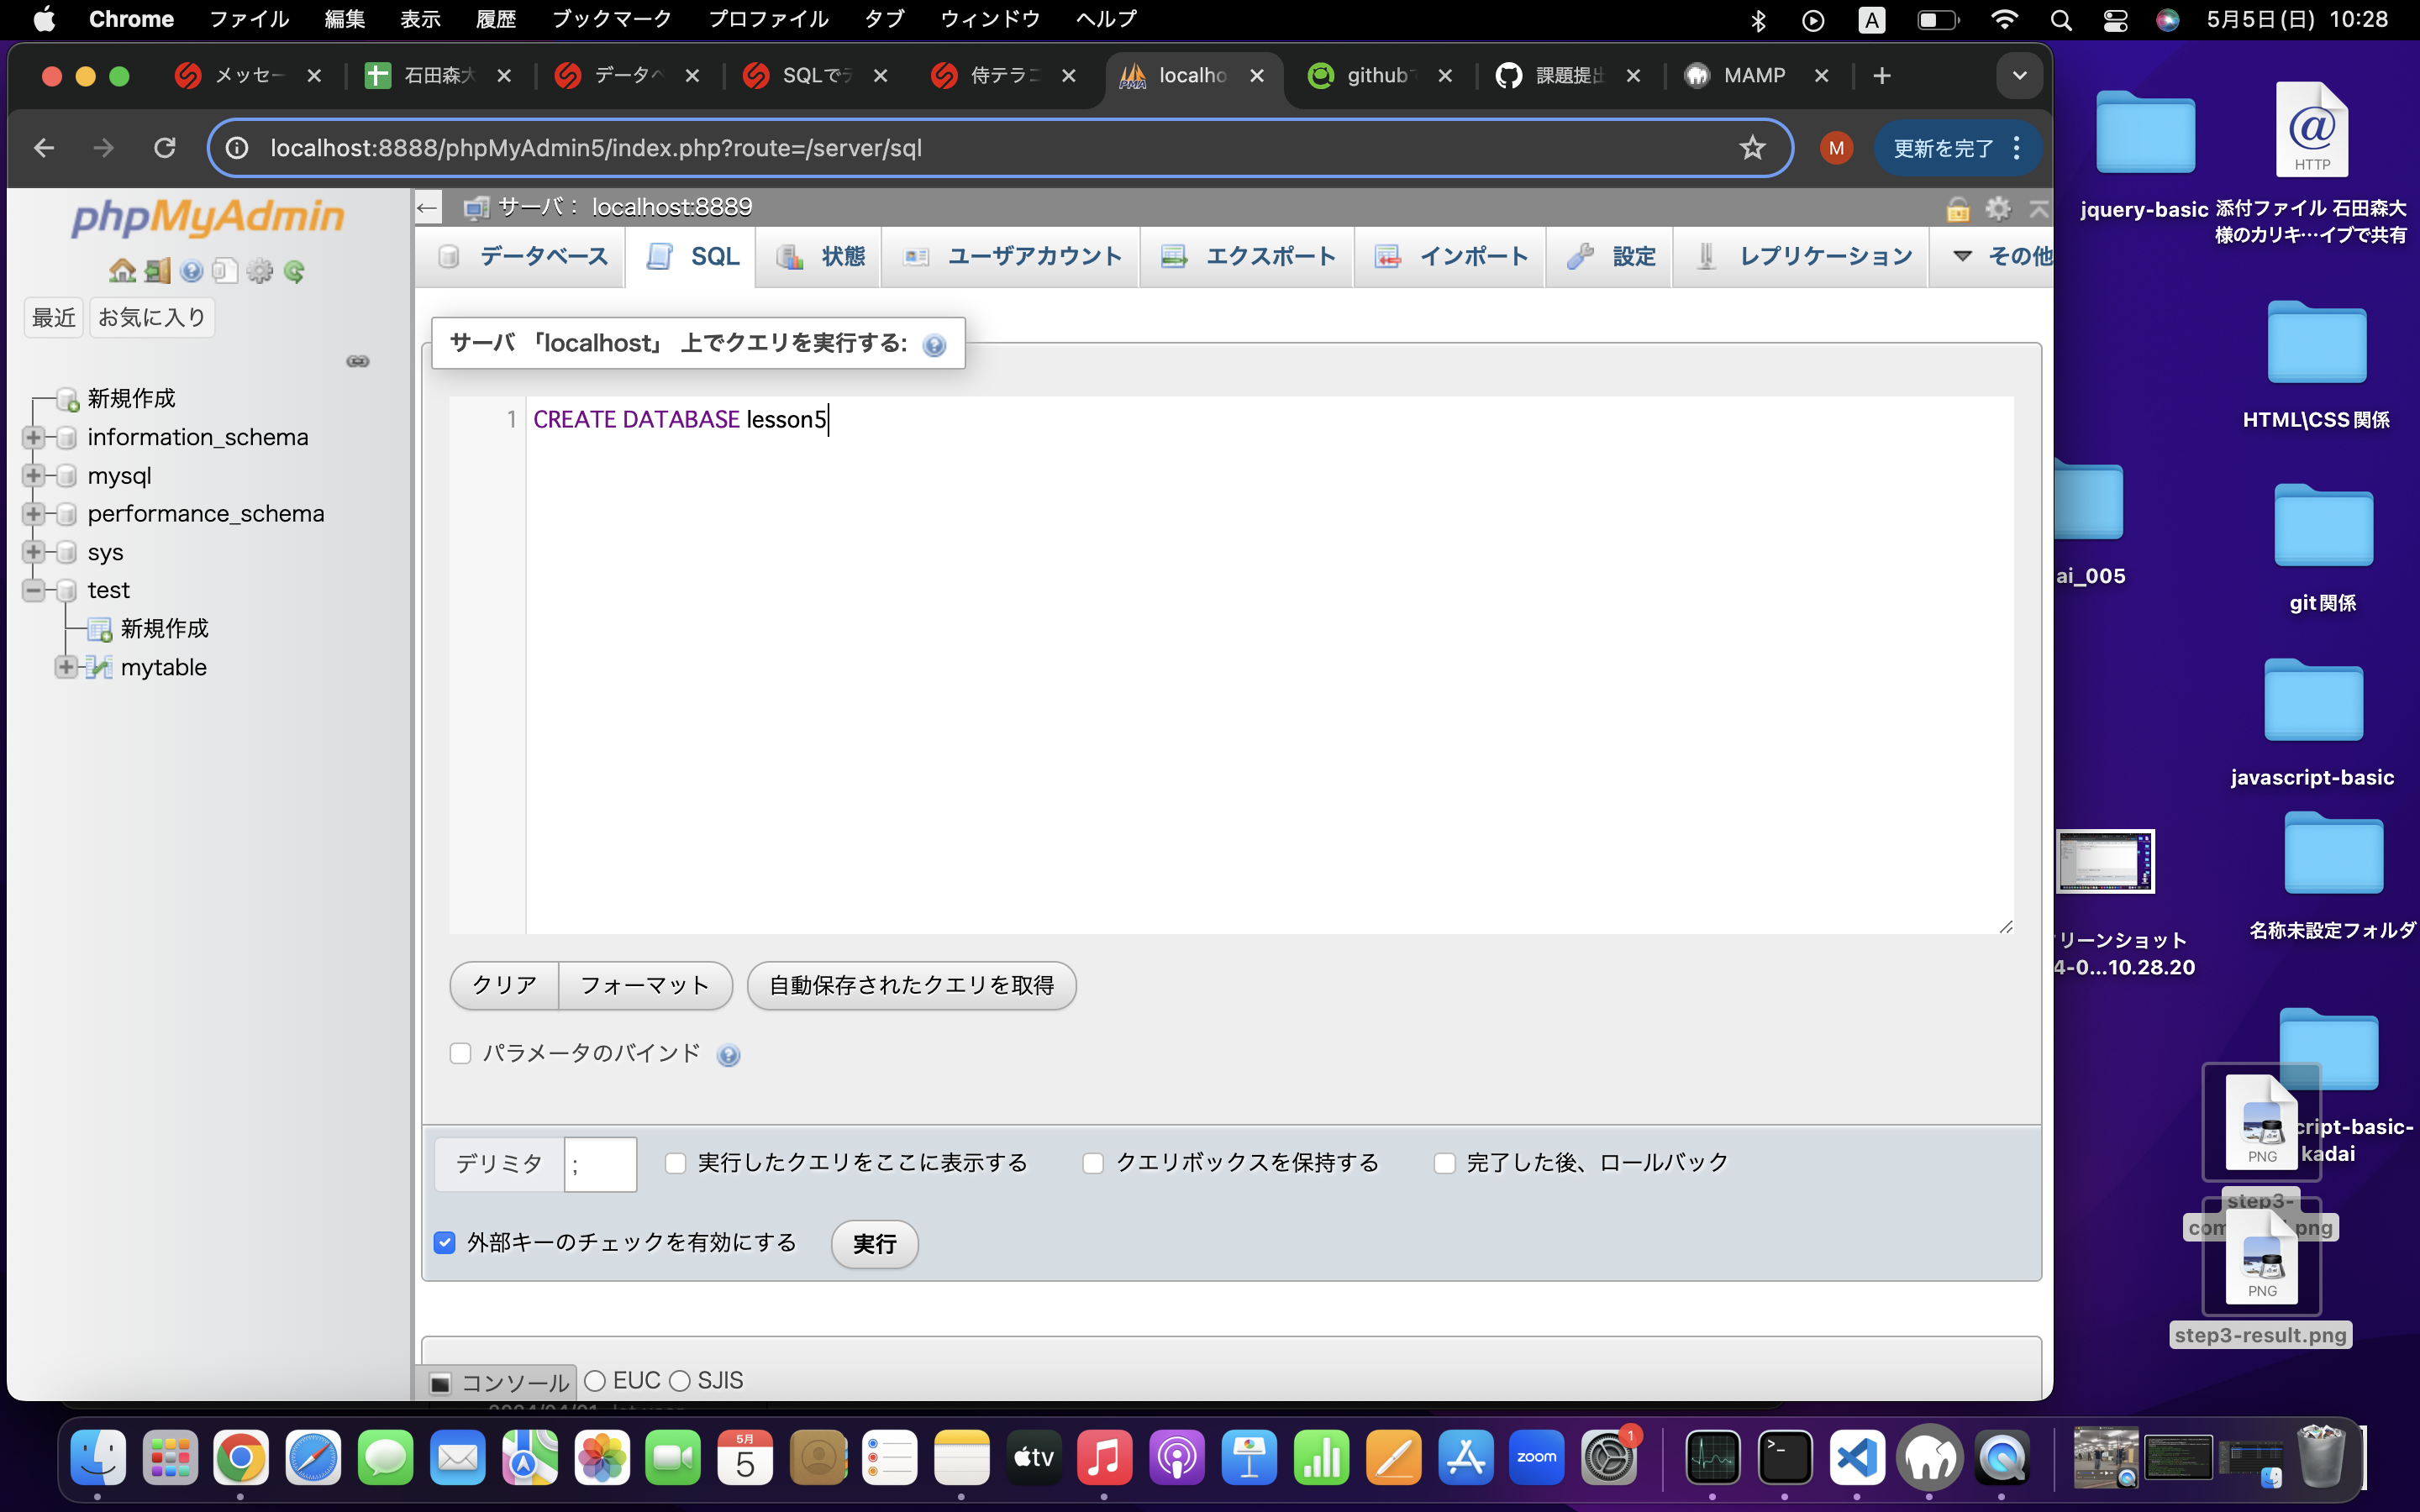 Chrome ファイル 編集 表示 履歴 ブックマーク プロファイル タブ ウィンドウ ヘルプ A 5月5日(日) 10:28
メッセー 石田森大 データベ SQLでデ 侍テラコ localho github 課題提出 MAMP
localhost:8888/phpMyAdmin5/index.php?route=/server/sql M 更新を完了
phpMyAdmin
最近 お気に入り
新規作成
information_schema
mysql
performance_schema
sys
test
新規作成
mytable
サーバ： localhost:8889
データベース SQL 状態 ユーザアカウント エクスポート インポート 設定 レプリケーション その他
サーバ 「localhost」 上でクエリを実行する:
1 CREATE DATABASE lesson5
クリア フォーマット 自動保存されたクエリを取得
パラメータのバインド
デリミタ ; 実行したクエリをここに表示する クエリボックスを保持する 完了した後、ロールバック
外部キーのチェックを有効にする 実行
コンソール EUC SJIS
jquery-basic
HTTP
添付ファイル 石田森大
様のカリキ…イブで共有
HTML\CSS関係
ai_005
git関係
javascript-basic
リーンショット
4-0...10.28.20
名称未設定フォルダ
cript-basic-
kadai
PNG
step3-
com
png
PNG
step3-result.png
5月
5
tv
zoom
1